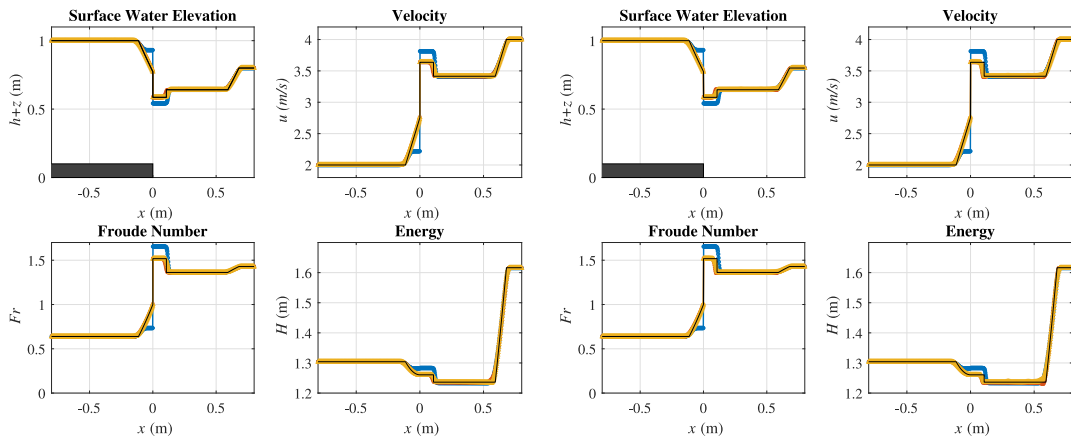 Surface Water Elevation
1
0.5
0
h+z (m)
-0.5 0 0.5
x (m)
Velocity
4
3.5
3
2.5
2
u (m/s)
-0.5 0 0.5
x (m)
Surface Water Elevation
1
0.5
0
h+z (m)
-0.5 0 0.5
x (m)
Velocity
4
3.5
3
2.5
2
u (m/s)
-0.5 0 0.5
x (m)
Froude Number
1.5
1
0.5
0
Fr
-0.5 0 0.5
x (m)
Energy
1.6
1.5
1.4
1.3
1.2
H (m)
-0.5 0 0.5
x (m)
Froude Number
1.5
1
0.5
0
Fr
-0.5 0 0.5
x (m)
Energy
1.6
1.5
1.4
1.3
1.2
H (m)
-0.5 0 0.5
x (m)